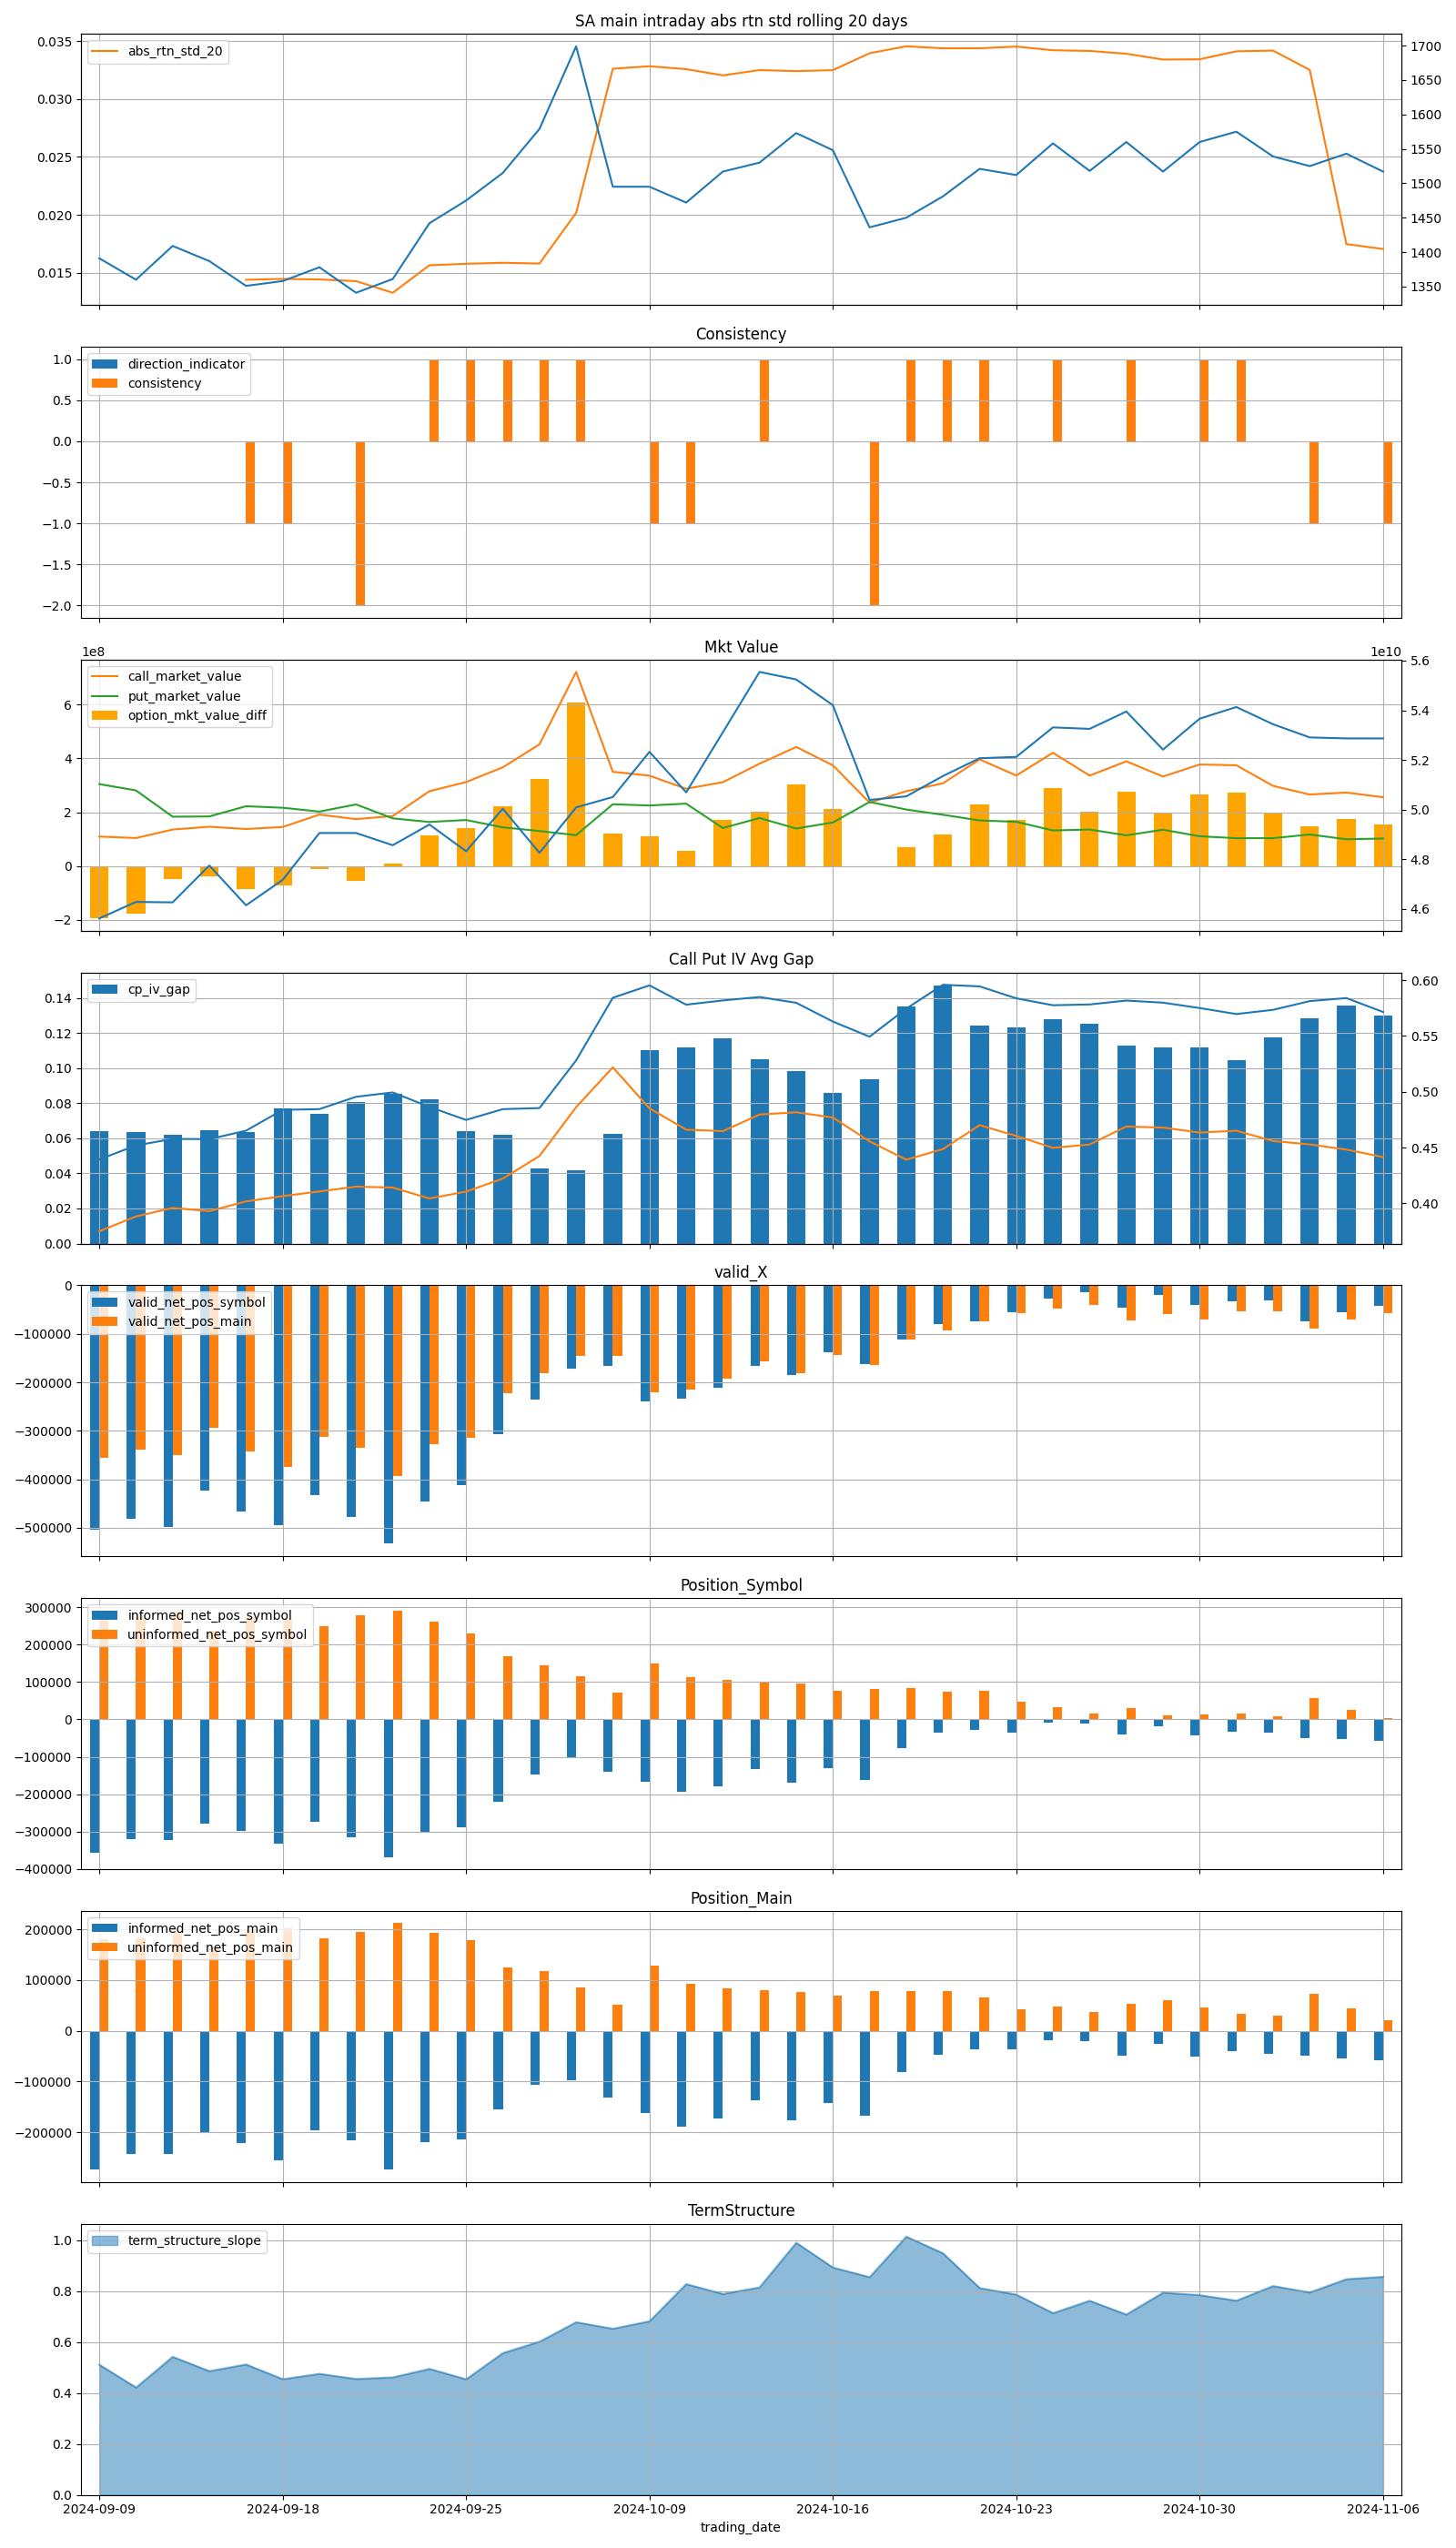 SA main intraday abs rtn std rolling 20 days
abs_rtn_std_20
0.035
0.030
0.025
0.020
0.015
1700
1650
1600
1550
1500
1450
1400
1350
Consistency
direction_indicator
consistency
1.0
0.5
0.0
−0.5
−1.0
−1.5
−2.0
Mkt Value
1e8
1e10
call_market_value
put_market_value
option_mkt_value_diff
6
4
2
0
−2
5.6
5.4
5.2
5.0
4.8
4.6
Call Put IV Avg Gap
cp_iv_gap
0.14
0.12
0.10
0.08
0.06
0.04
0.02
0.00
0.60
0.55
0.50
0.45
0.40
valid_X
valid_net_pos_symbol
valid_net_pos_main
0
−100000
−200000
−300000
−400000
−500000
Position_Symbol
informed_net_pos_symbol
uninformed_net_pos_symbol
300000
200000
100000
0
−100000
−200000
−300000
−400000
Position_Main
informed_net_pos_main
uninformed_net_pos_main
200000
100000
0
−100000
−200000
TermStructure
term_structure_slope
1.0
0.8
0.6
0.4
0.2
0.0
2024-09-09 2024-09-18 2024-09-25 2024-10-09 2024-10-16 2024-10-23 2024-10-30 2024-11-06
trading_date